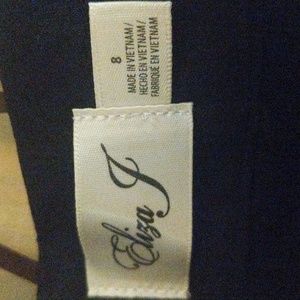 8
MADE IN VIETNAM/
HECHO EN VIETNAM/
FABRIQUÉ EN VIETNAM
Eliza J